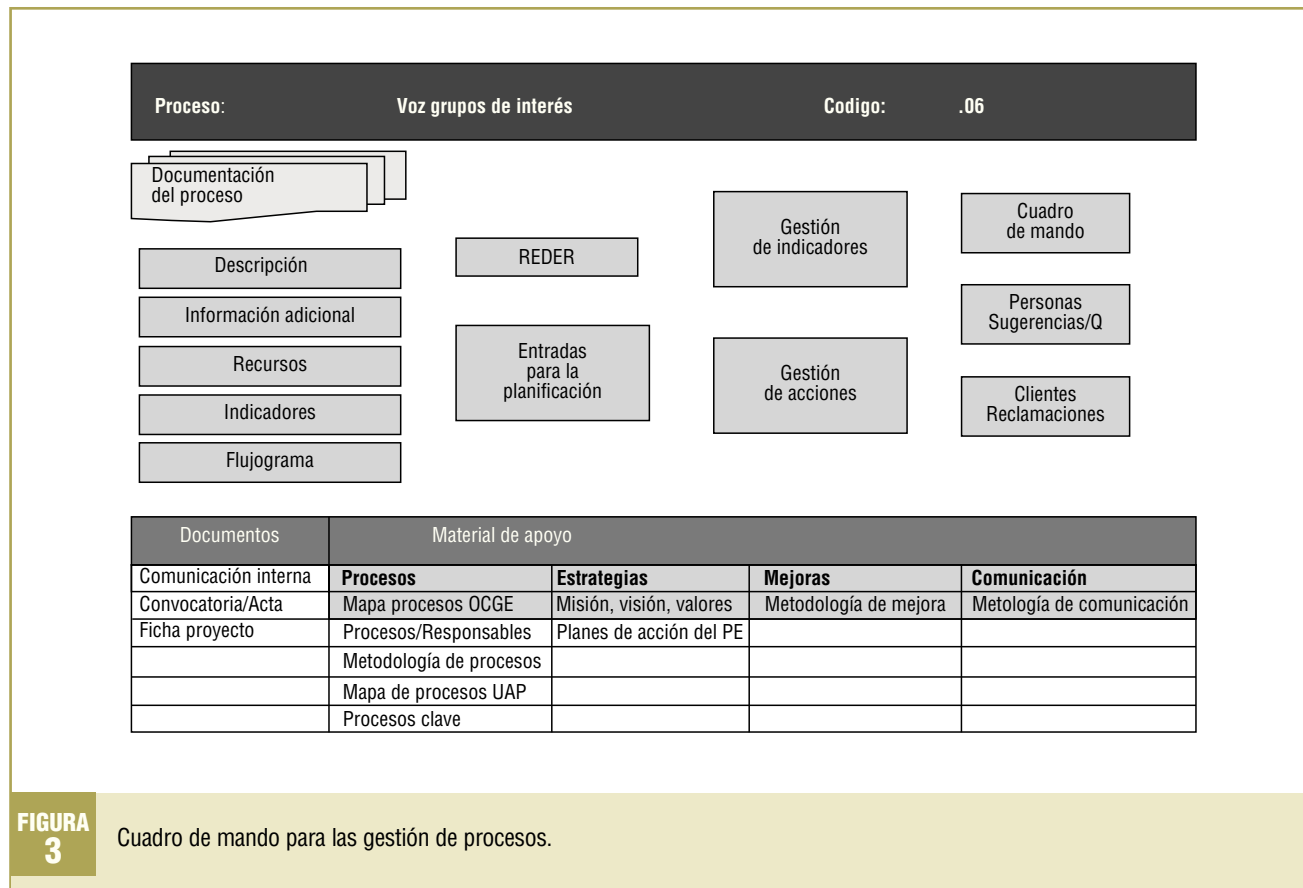 Proceso: Voz grupos de interés Codigo: .06
Documentación
del proceso
Descripción
Información adicional
Recursos
Indicadores
Flujograma
REDER
Entradas
para la
planificación
Gestión
de indicadores
Gestión
de acciones
Cuadro
de mando
Personas
Sugerencias/Q
Clientes
Reclamaciones
Documentos Material de apoyo
Comunicación interna Procesos Estrategias Mejoras Comunicación
Convocatoria/Acta Mapa procesos OCGE Misión, visión, valores Metodología de mejora Metología de comunicación
Ficha proyecto Procesos/Responsables Planes de acción del PE
Metodología de procesos
Mapa de procesos UAP
Procesos clave
FIGURA
3
Cuadro de mando para las gestión de procesos.